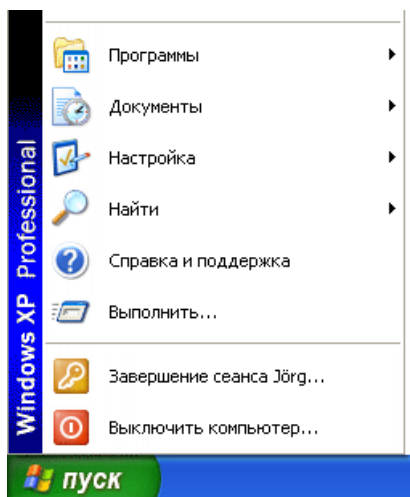 Программы
Документы
Настройка
Найти
Справка и поддержка
Выполнить...
Завершение сеанса Jörg...
Выключить компьютер...
Windows XP Professional
пуск